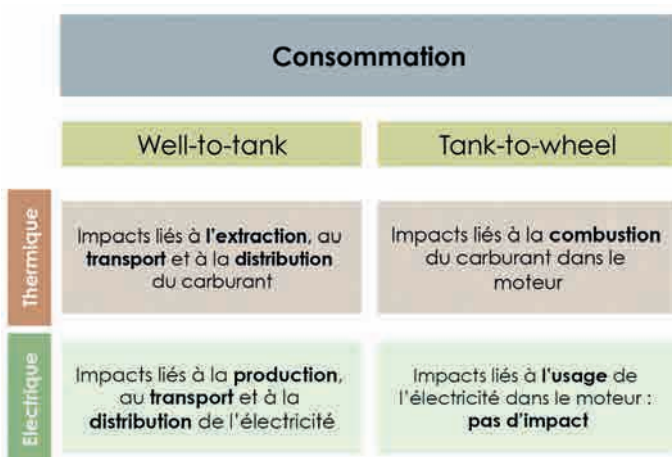 Consommation
Well-to-tank
Tank-to-wheel
Thermique
Impacts liés à l'extraction, au
transport et à la distribution
du carburant
Impacts liés à la combustion
du carburant dans le
moteur
Electrique
Impacts liés à la production,
au transport et à la
distribution de l'électricité
Impacts liés à l'usage de
l'électricité dans le moteur :
pas d'impact